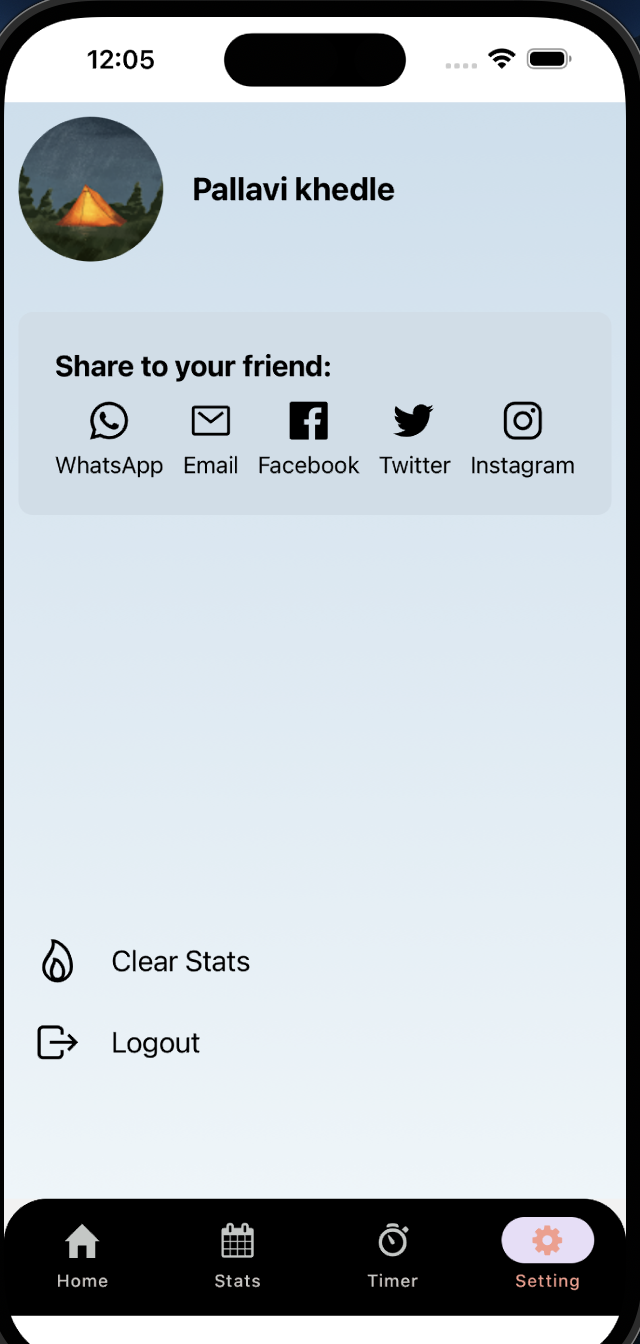 12:05
Pallavi khedle
Share to your friend:
WhatsApp Email Facebook Twitter Instagram
Clear Stats
Logout
Home Stats Timer Setting